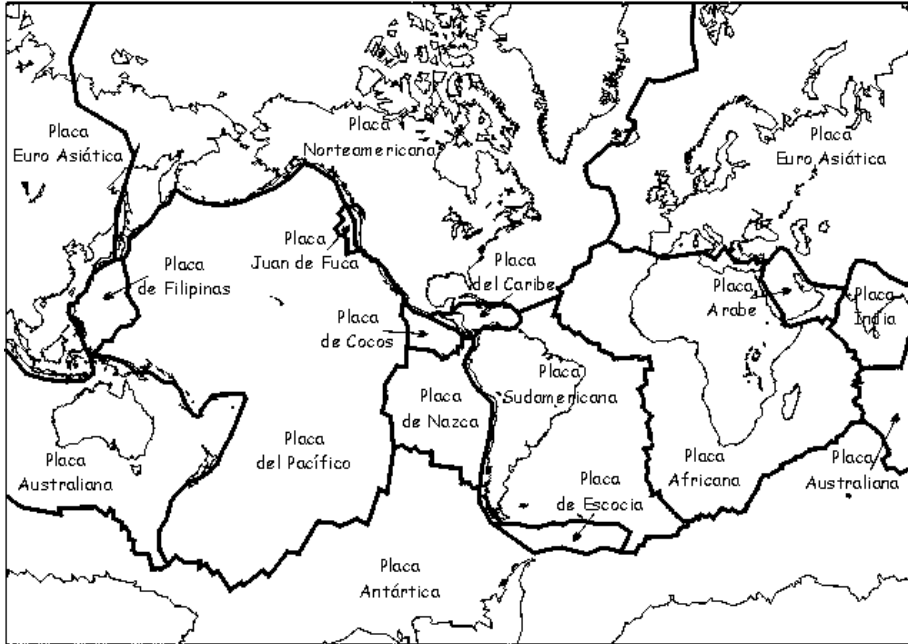 Placa
Euro Asiática
Placa
Norteamericana
Placa
Euro Asiática
Placa
Juan de Fuca
Placa
de Filipinas
Placa
del Caribe
Placa
Arabe
Placa
India
Placa
de Cocos
Placa
Sudamericana
Placa
de Nazca
Placa
del Pacífico
Placa
Australiana
Placa
de Escocia
Placa
Africana
Placa
Australiana
Placa
Antártica